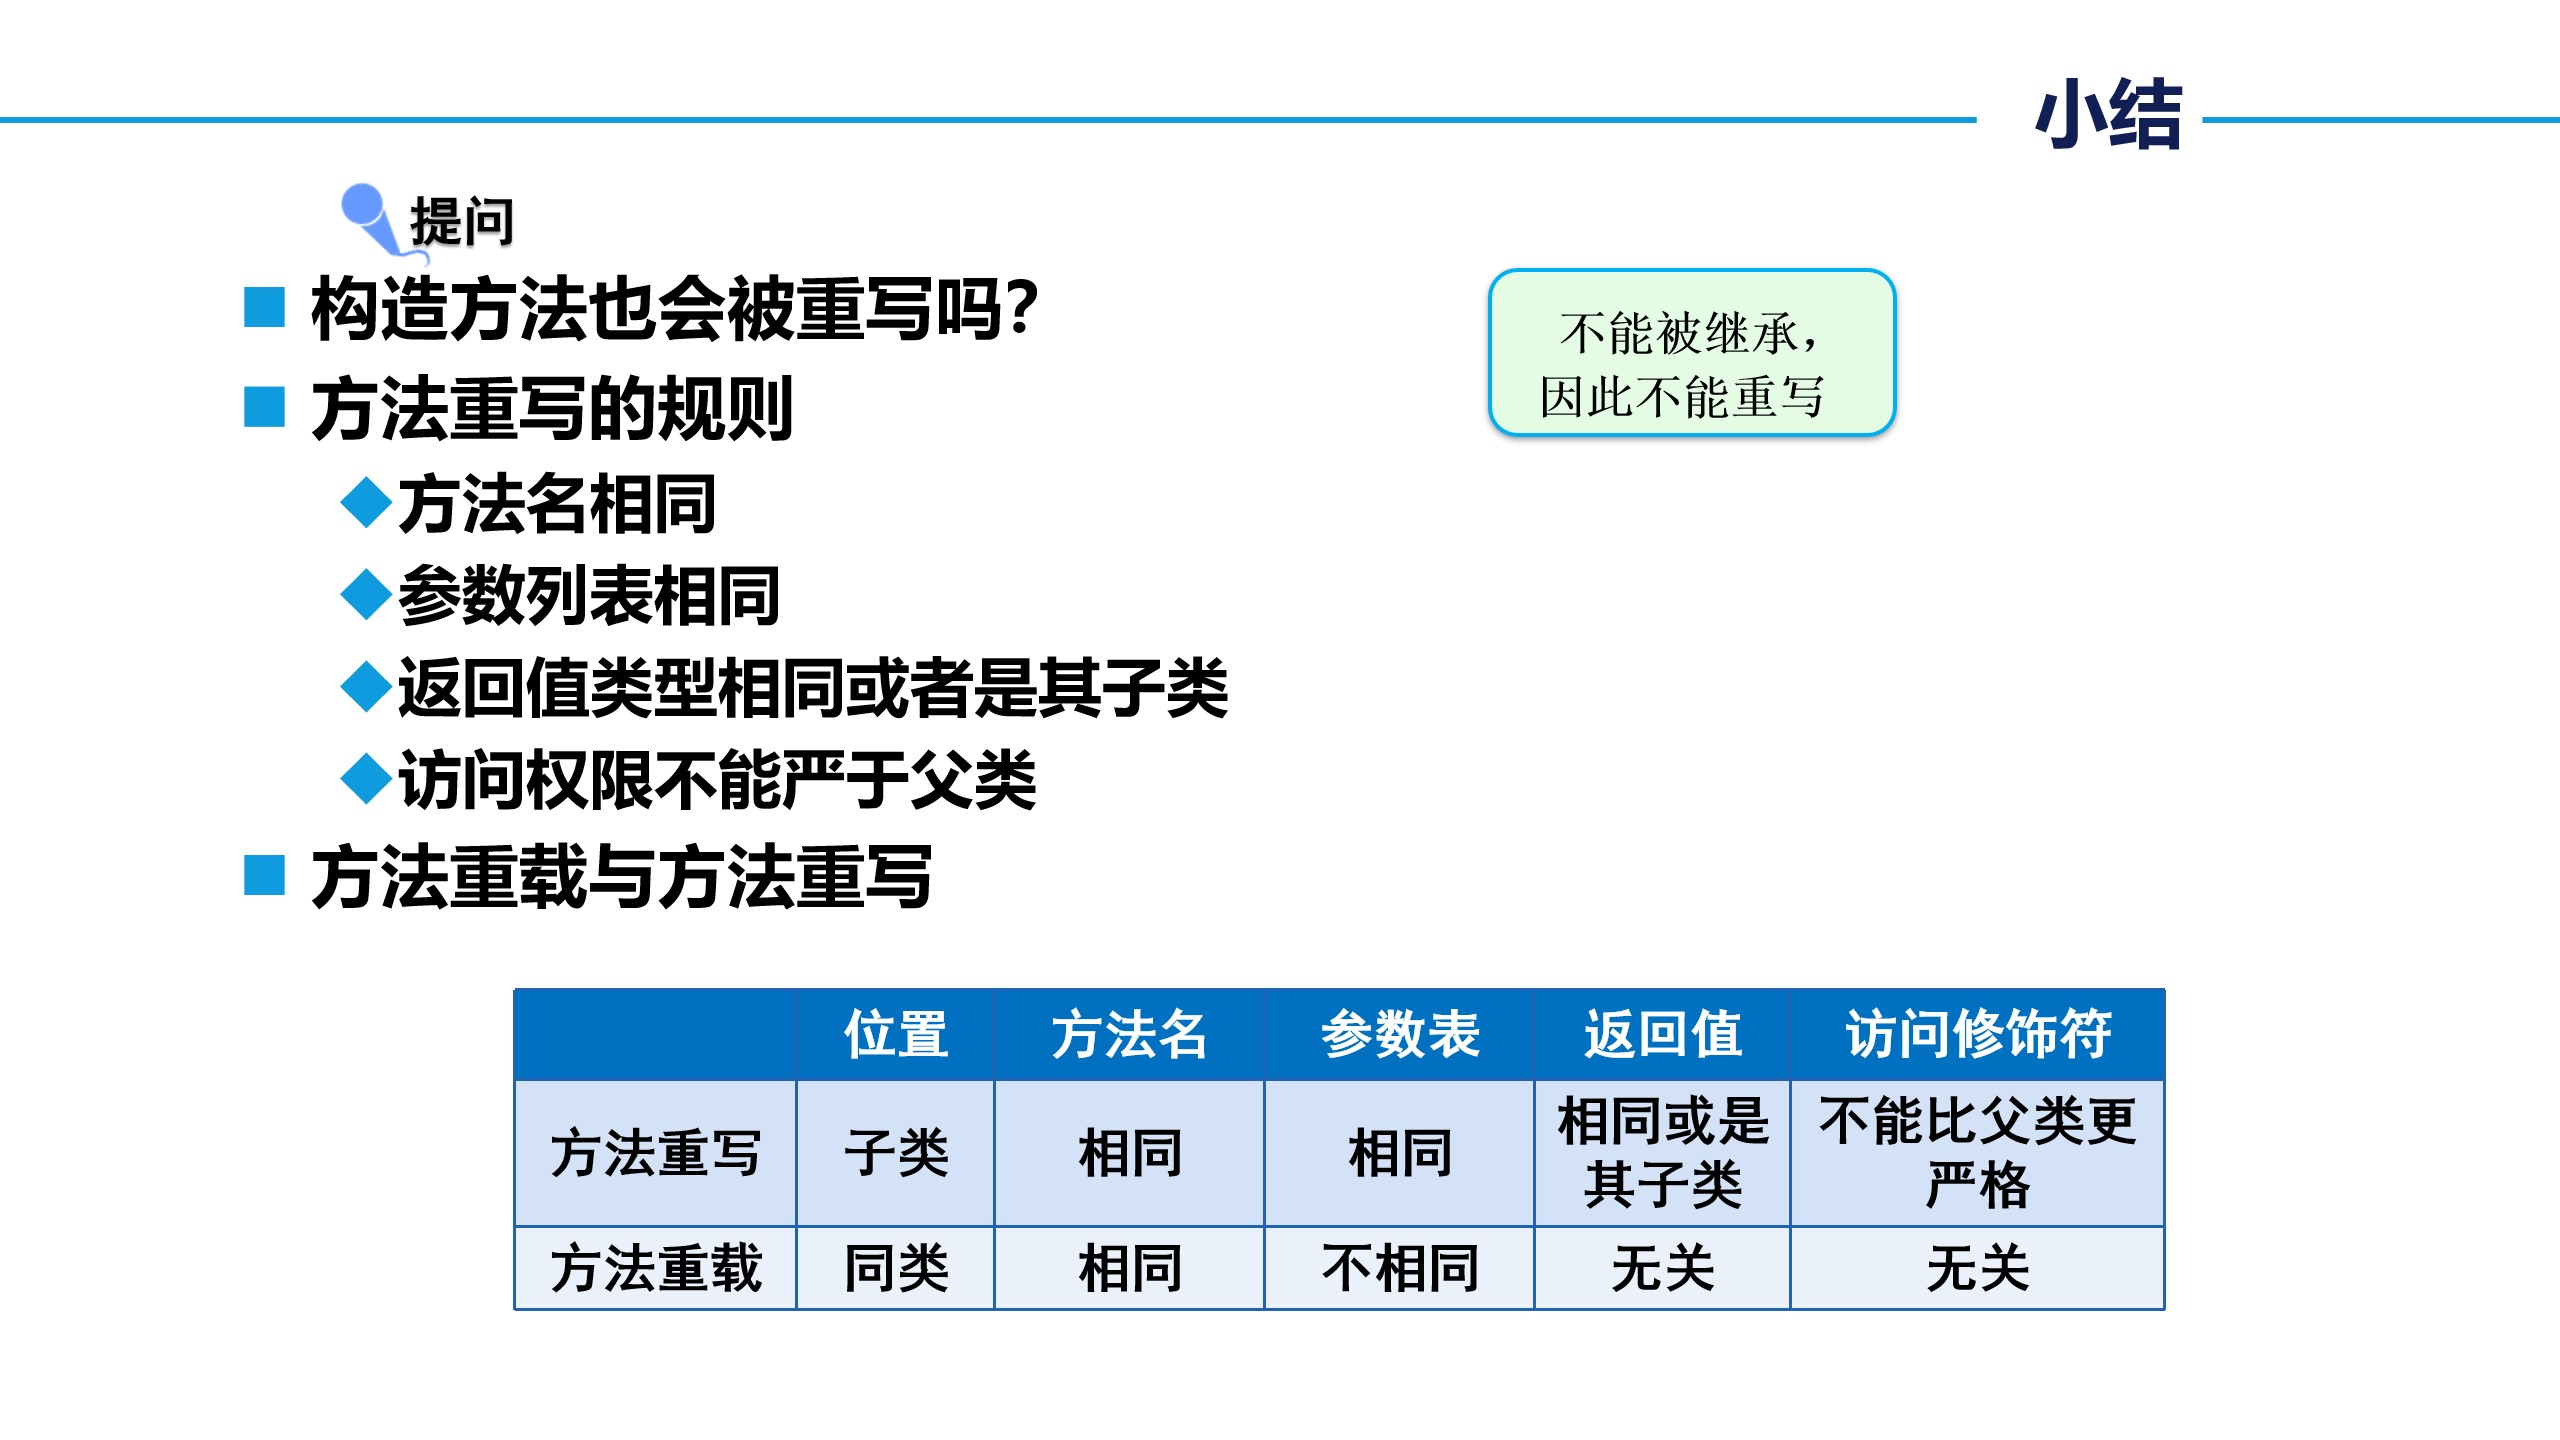 小结
提问
构造方法也会被重写吗?
不能被继承，
因此不能重写
方法重写的规则
方法名相同
参数列表相同
返回值类型相同或者是其子类
访问权限不能严于父类
方法重载与方法重写
位置 方法名 参数表 返回值 访问修饰符
方法重写 子类 相同 相同 相同或是其子类 不能比父类更严格
方法重载 同类 相同 不相同 无关 无关